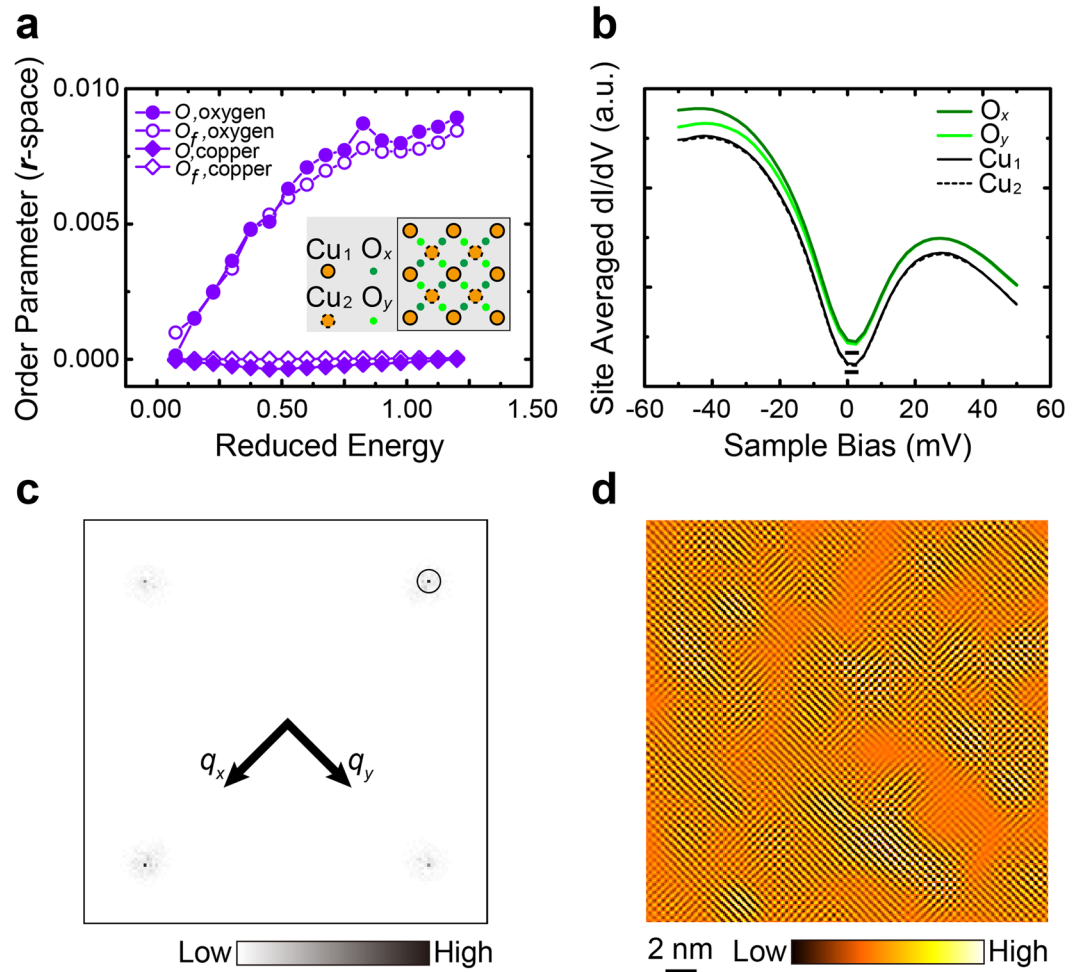 a
Order Parameter (r-space)
0.010
0.005
0.000
O, oxygen
Of, oxygen
O, copper
Of, copper
Cu1 Ox
Cu2 Oy
0.00 0.50 1.00 1.50
Reduced Energy
b
Site Averaged dI/dV (a.u.)
Ox
Oy
Cu1
Cu2
-60 -40 -20 0 20 40 60
Sample Bias (mV)
c
qx qy
Low High
d
2 nm Low High